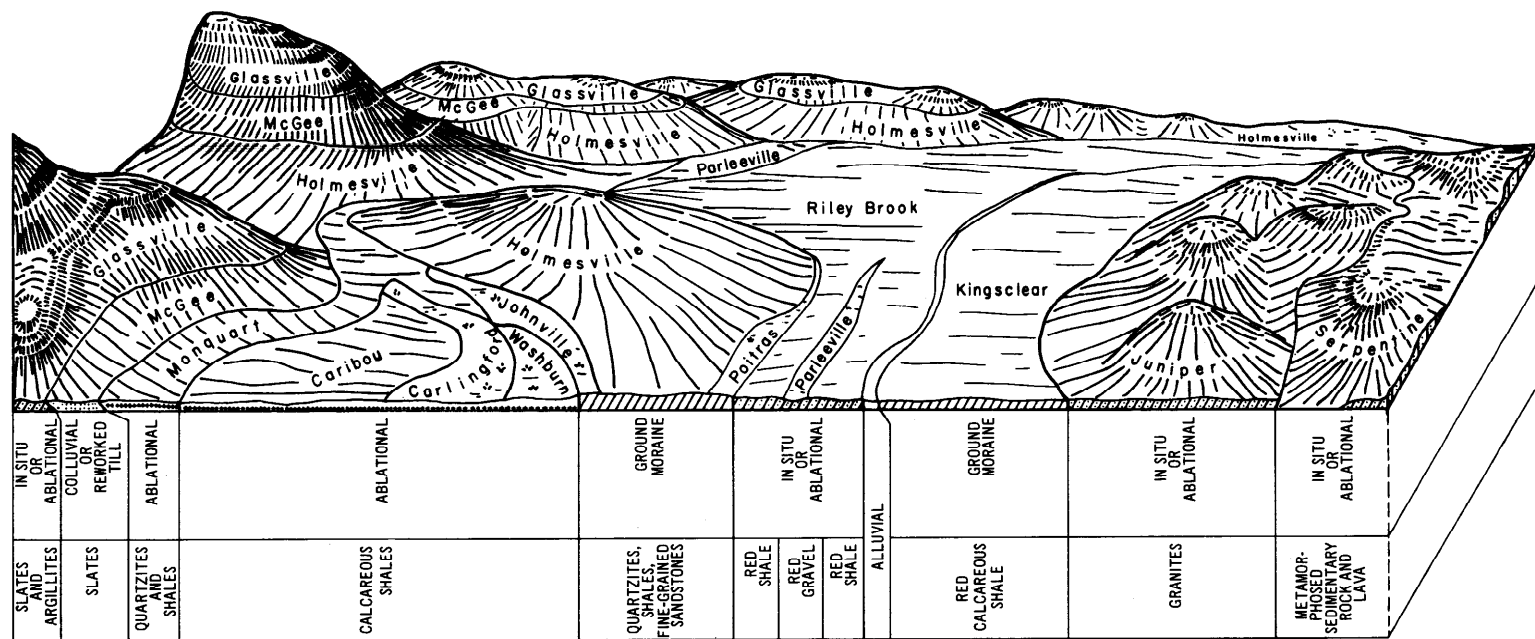 Glassville
McGee
Holmesville
McGee
Glassville
Holmesville
Glassville
Holmesville
Holmesville
Parleeville
Riley Brook
Kingsclear
Glassville
McGee
Monquart
Caribou
Carlingford
Washburn
Johnville
Holmesville
Poitras
Parleeville
Juniper
Serpentine
IN SITU
OR
ABLATIONAL
COLLUVIAL
OR
REWORKED
TILL
ABLATIONAL
ABLATIONAL
GROUND
MORAINE
IN SITU
OR
ABLATIONAL
ALLUVIAL
GROUND
MORAINE
IN SITU
OR
ABLATIONAL
IN SITU
OR
ABLATIONAL
SLATES
AND
ARGILLITES
SLATES
QUARTZITES
AND
SHALES
CALCAREOUS
SHALES
QUARTZITES,
SHALES,
FINE-GRAINED
SANDSTONES
RED
SHALE
RED
GRAVEL
RED
SHALE
RED
CALCAREOUS
SHALE
GRANITES
METAMOR-
PHOSED
SEDIMENTARY
ROCK AND
LAVA